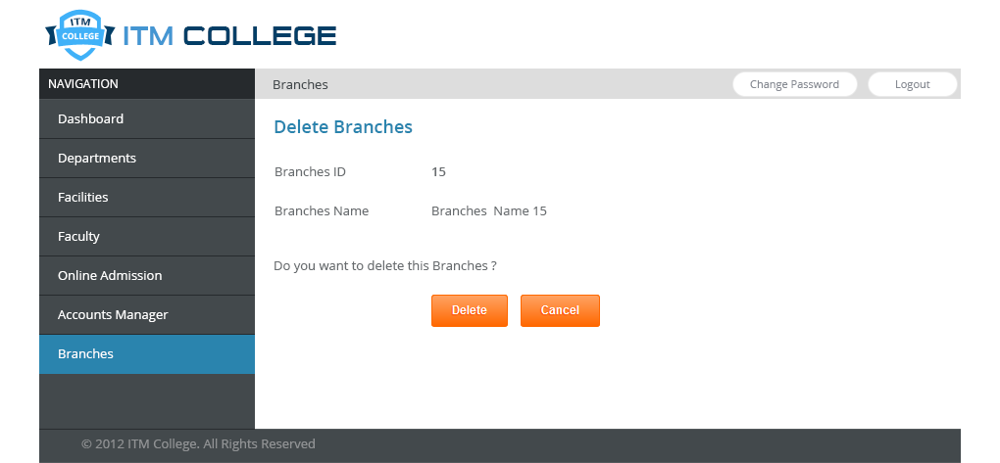 ITM
COLLEGE
ITM COLLEGE
NAVIGATION
Branches
Change Password
Logout
Dashboard
Departments
Facilities
Faculty
Online Admission
Accounts Manager
Branches
Delete Branches
Branches ID 15
Branches Name Branches  Name 15
Do you want to delete this Branches ?
Delete
Cancel
© 2012 ITM College. All Rights Reserved